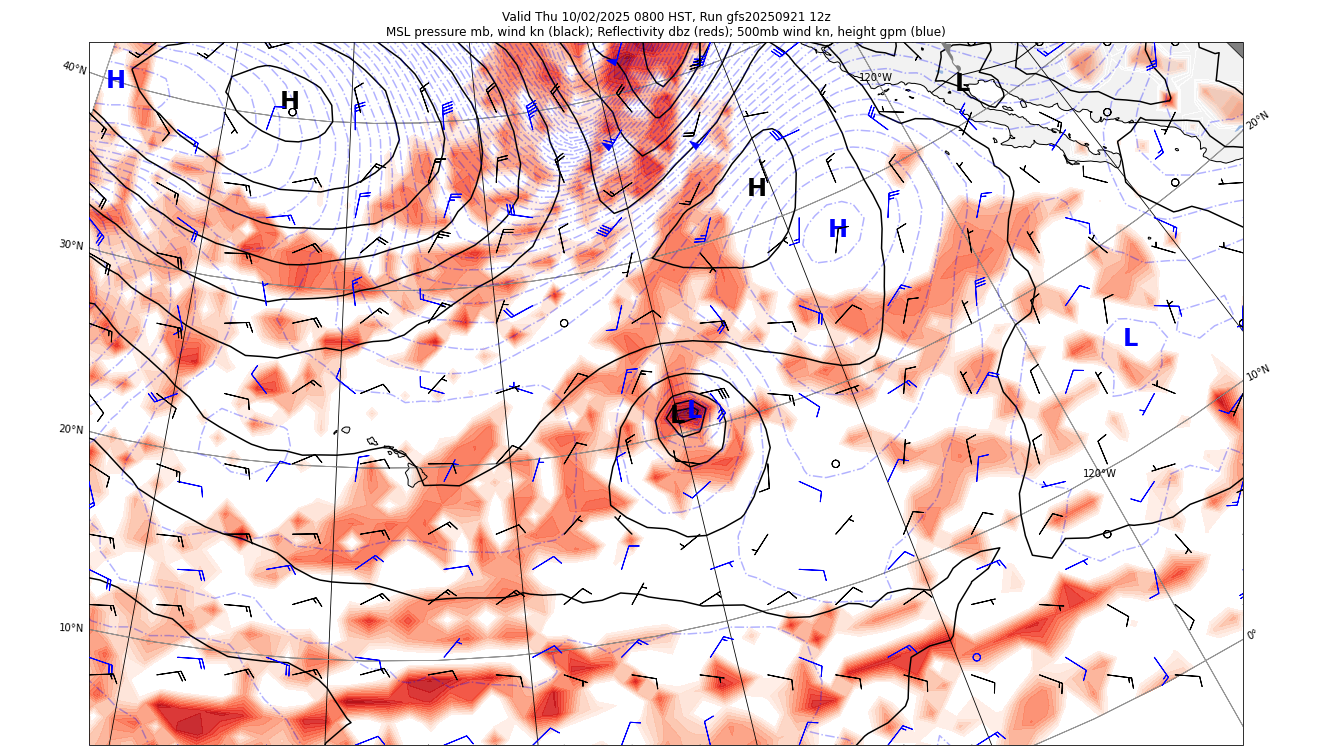 Valid Thu 10/02/2025 0800 HST, Run gfs20250921 12z
MSL pressure mb, wind kn (black); Reflectivity dbz (reds); 500mb wind kn, height gpm (blue)
40°N
H
H
120°W
L
20°N
H
H
30°N
L
10°N
L L
20°N
120°W
10°N
0°